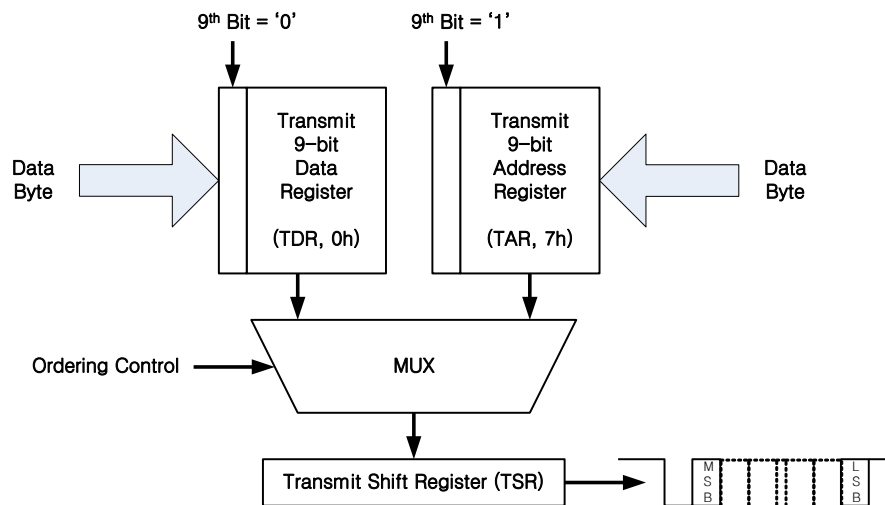 9th Bit = ‘0’
9th Bit = ‘1’
Transmit
9-bit
Data
Register
(TDR, 0h)
Transmit
9-bit
Address
Register
(TAR, 7h)
Data
Byte
Data
Byte
Ordering Control
MUX
Transmit Shift Register (TSR)
M
S
B
L
S
B